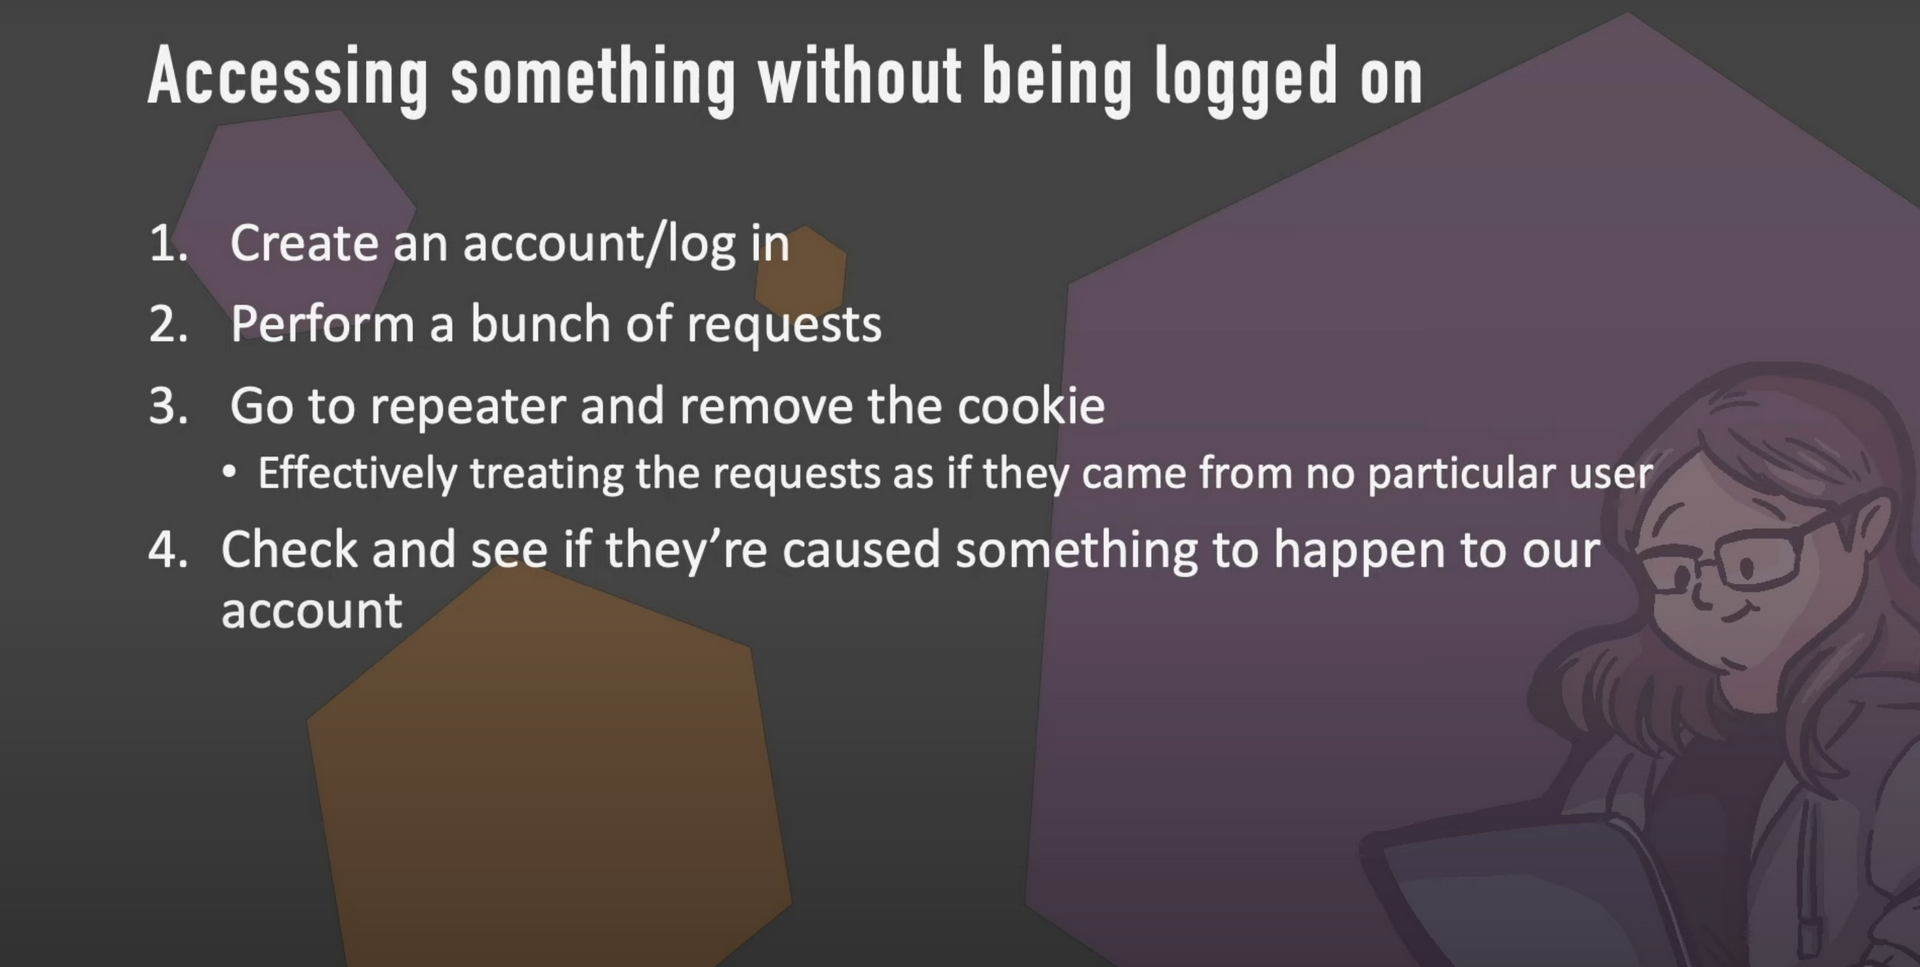 Accessing something without being logged on
1. Create an account/log in
2. Perform a bunch of requests
3. Go to repeater and remove the cookie
• Effectively treating the requests as if they came from no particular user
4. Check and see if they’re caused something to happen to our
account